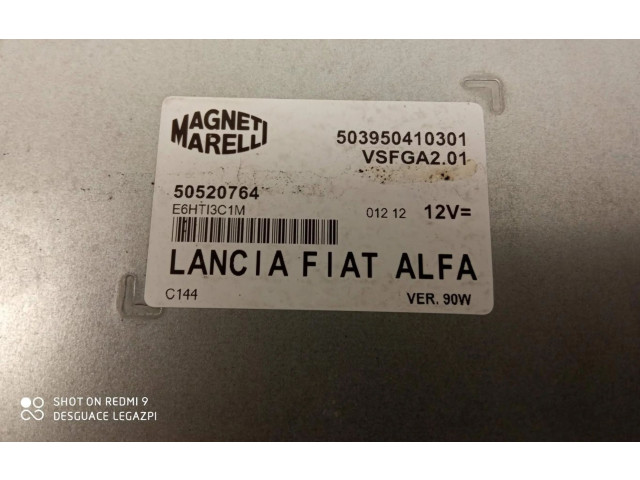 MAGNETI
MARELLI
503950410301
VSFGA2.01
50520764
E6HTI3C1M
012 12 12V=
LANCIA FIAT ALFA
C144
VER. 90W
SHOT ON REDMI 9
DESGUACE LEGAZPI